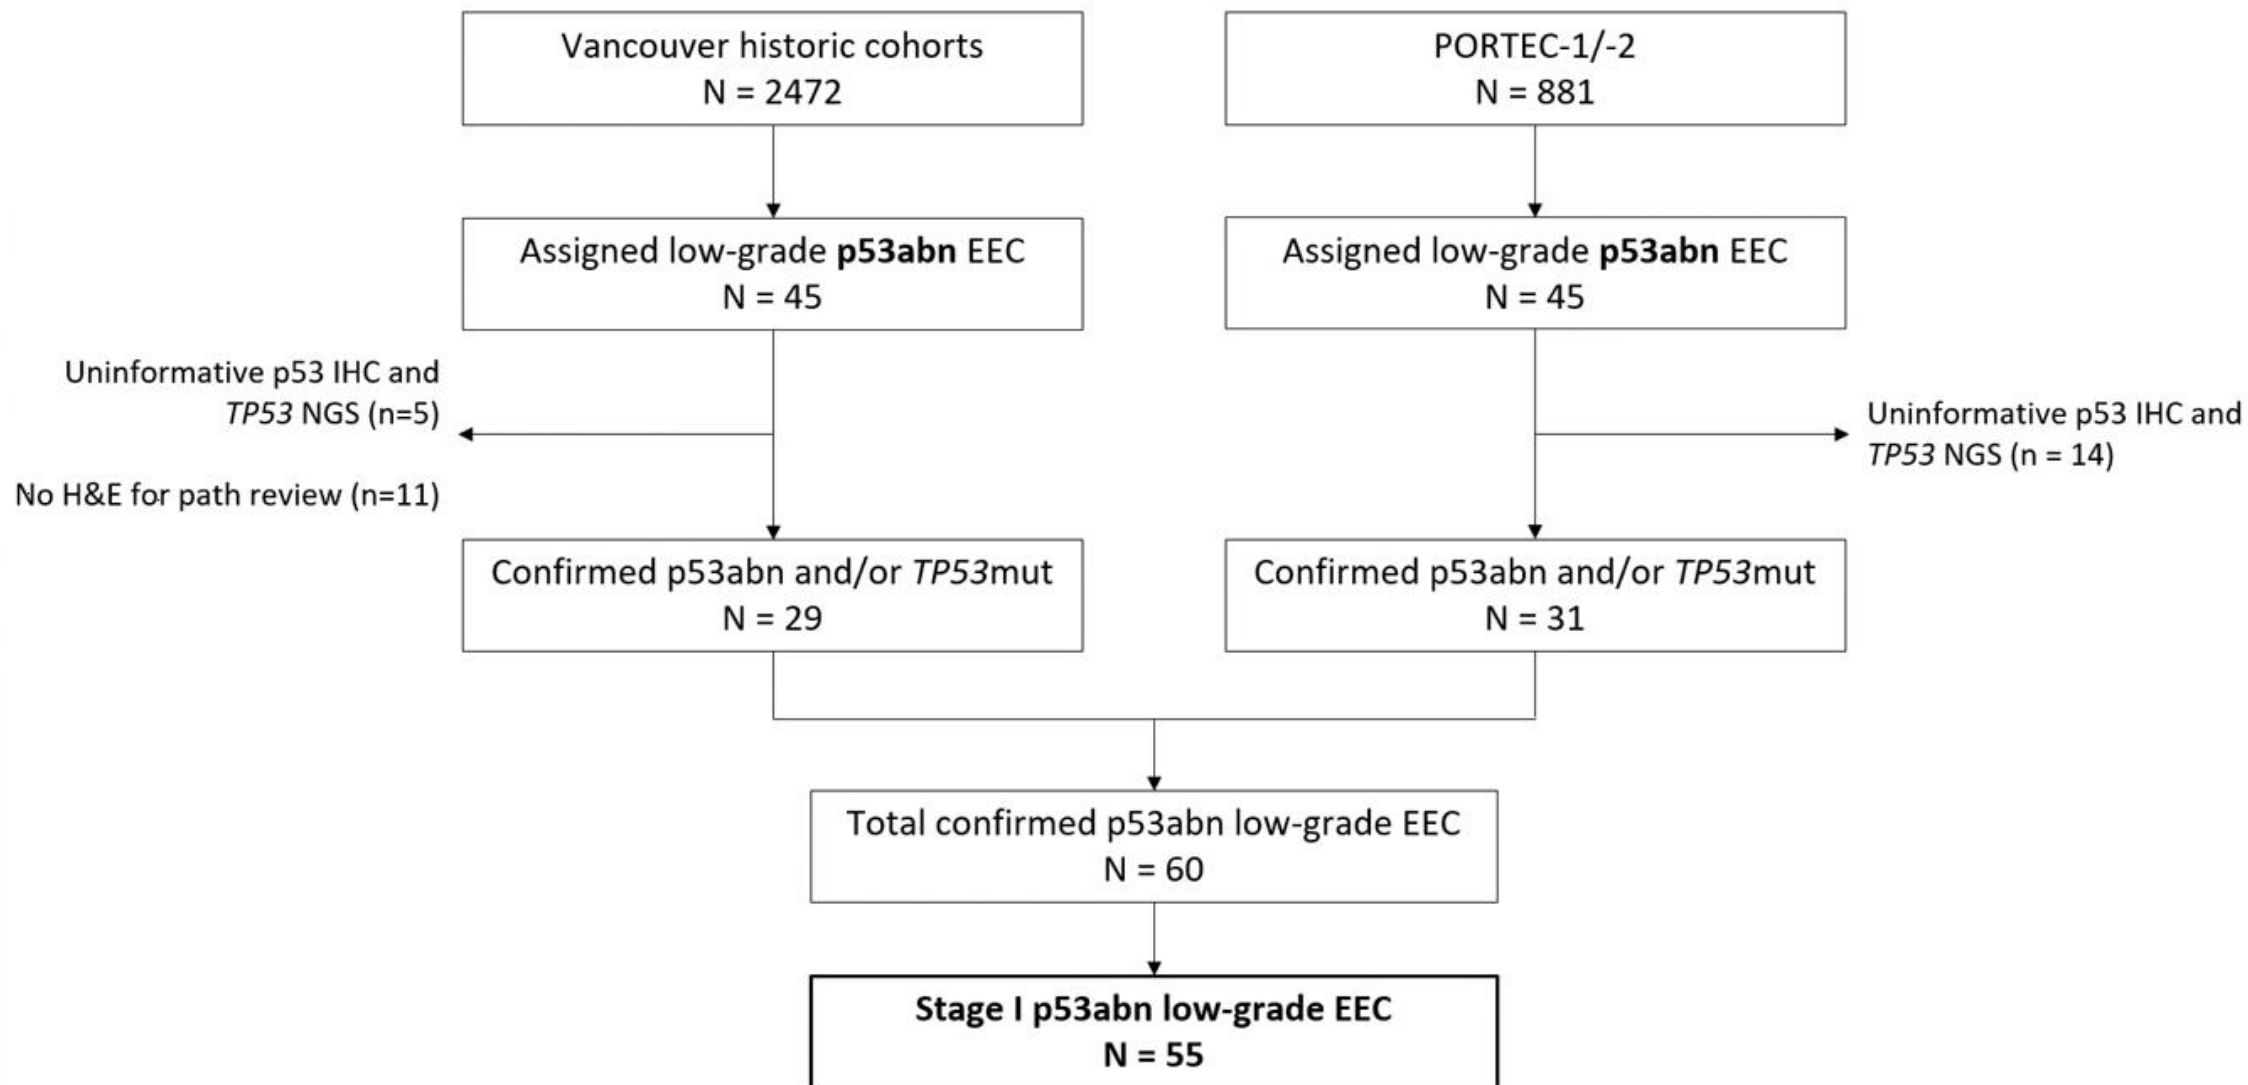 Vancouver historic cohorts
N = 2472
PORTEC-1/-2
N = 881
Assigned low-grade p53abn EEC
N = 45
Assigned low-grade p53abn EEC
N = 45
Uninformative p53 IHC and
TP53 NGS (n=5)
No H&E for path review (n=11)
Uninformative p53 IHC and
TP53 NGS (n = 14)
Confirmed p53abn and/or TP53mut
N = 29
Confirmed p53abn and/or TP53mut
N = 31
Total confirmed p53abn low-grade EEC
N = 60
Stage I p53abn low-grade EEC
N = 55